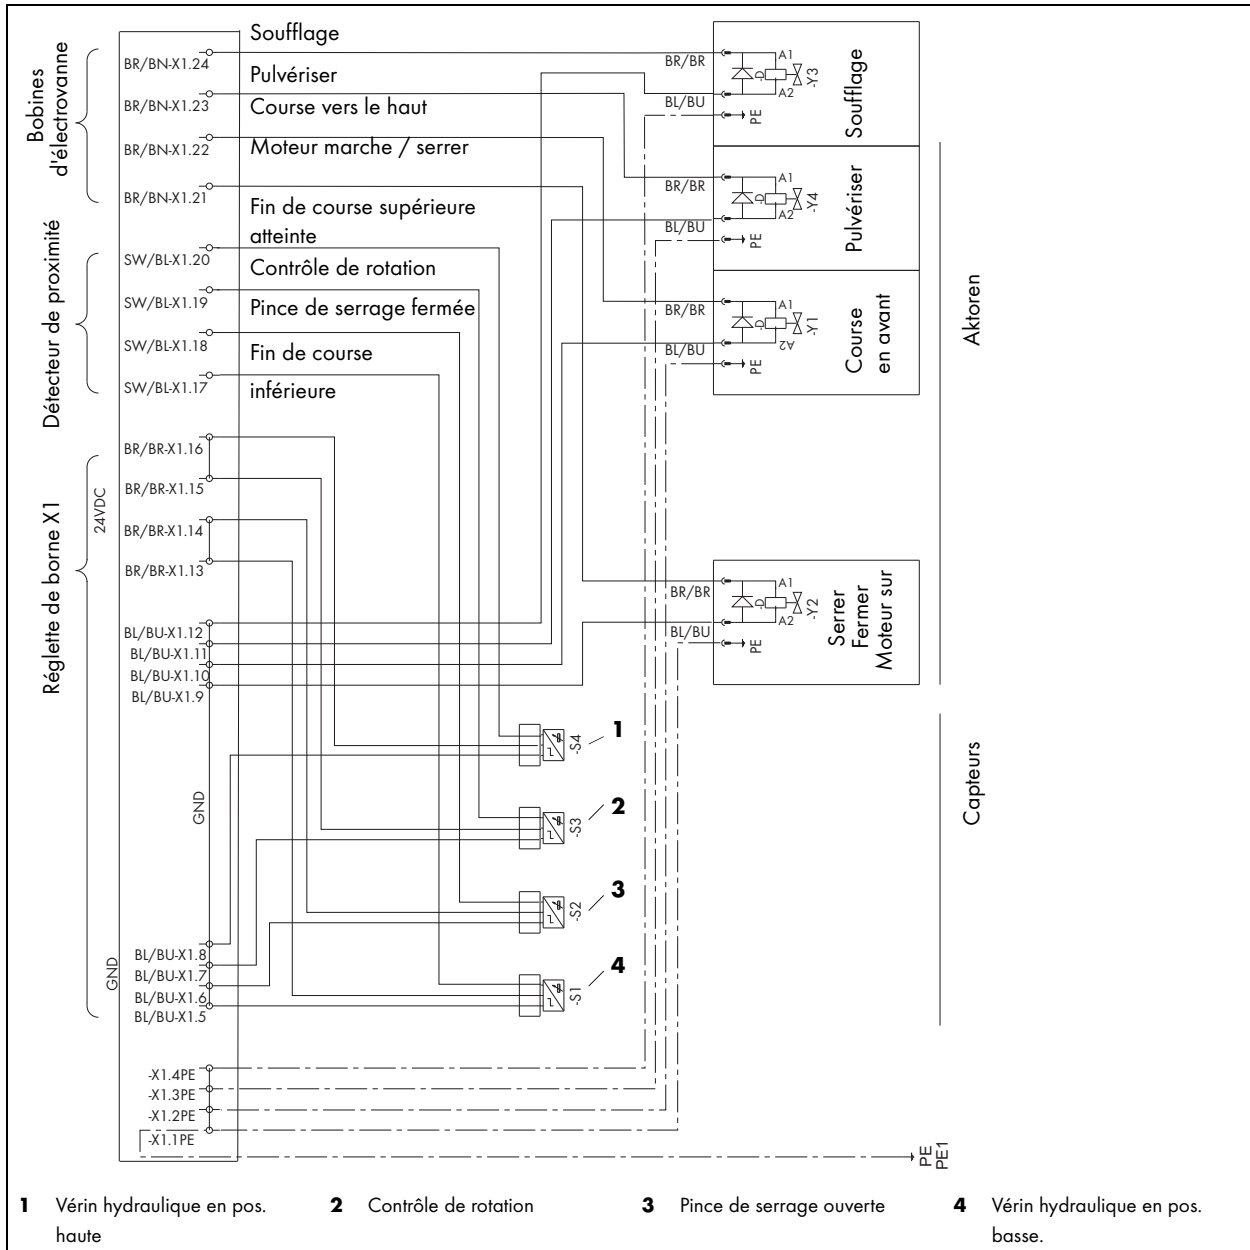 Bobines
d'électrovanne
Détecteur de proximité
Réglette de borne X1
24VDC
GND
GND
BR/BN-X1.24
BR/BN-X1.23
BR/BN-X1.22
BR/BN-X1.21
SW/BL-X1.20
SW/BL-X1.19
SW/BL-X1.18
SW/BL-X1.17
BR/BR-X1.16
BR/BR-X1.15
BR/BR-X1.14
BR/BR-X1.13
BL/BU-X1.12
BL/BU-X1.11
BL/BU-X1.10
BL/BU-X1.9
BL/BU-X1.8
BL/BU-X1.7
BL/BU-X1.6
BL/BU-X1.5
-X1.4PE
-X1.3PE
-X1.2PE
-X1.1PE
Soufflage
Pulvériser
Course vers le haut
Moteur marche / serrer
Fin de course supérieure
atteinte
Contrôle de rotation
Pince de serrage fermée
Fin de course
inférieure
BR/BR
BL/BU
A1
A2
-D
-Y3
PE
Soufflage
BR/BR
BL/BU
A1
A2
-D
-Y4
PE
Pulvériser
BR/BR
BL/BU
A1
A2
-D
-Y1
PE
Course
en avant
BR/BR
BL/BU
A1
A2
-D
-Y2
PE
Serrer
Fermer
Moteur sur
Aktoren
Capteurs
-S4
1
-S3
2
-S2
3
-S1
4
PE
PE1
1 Vérin hydraulique en pos.
haute
2 Contrôle de rotation
3 Pince de serrage ouverte
4 Vérin hydraulique en pos.
basse.